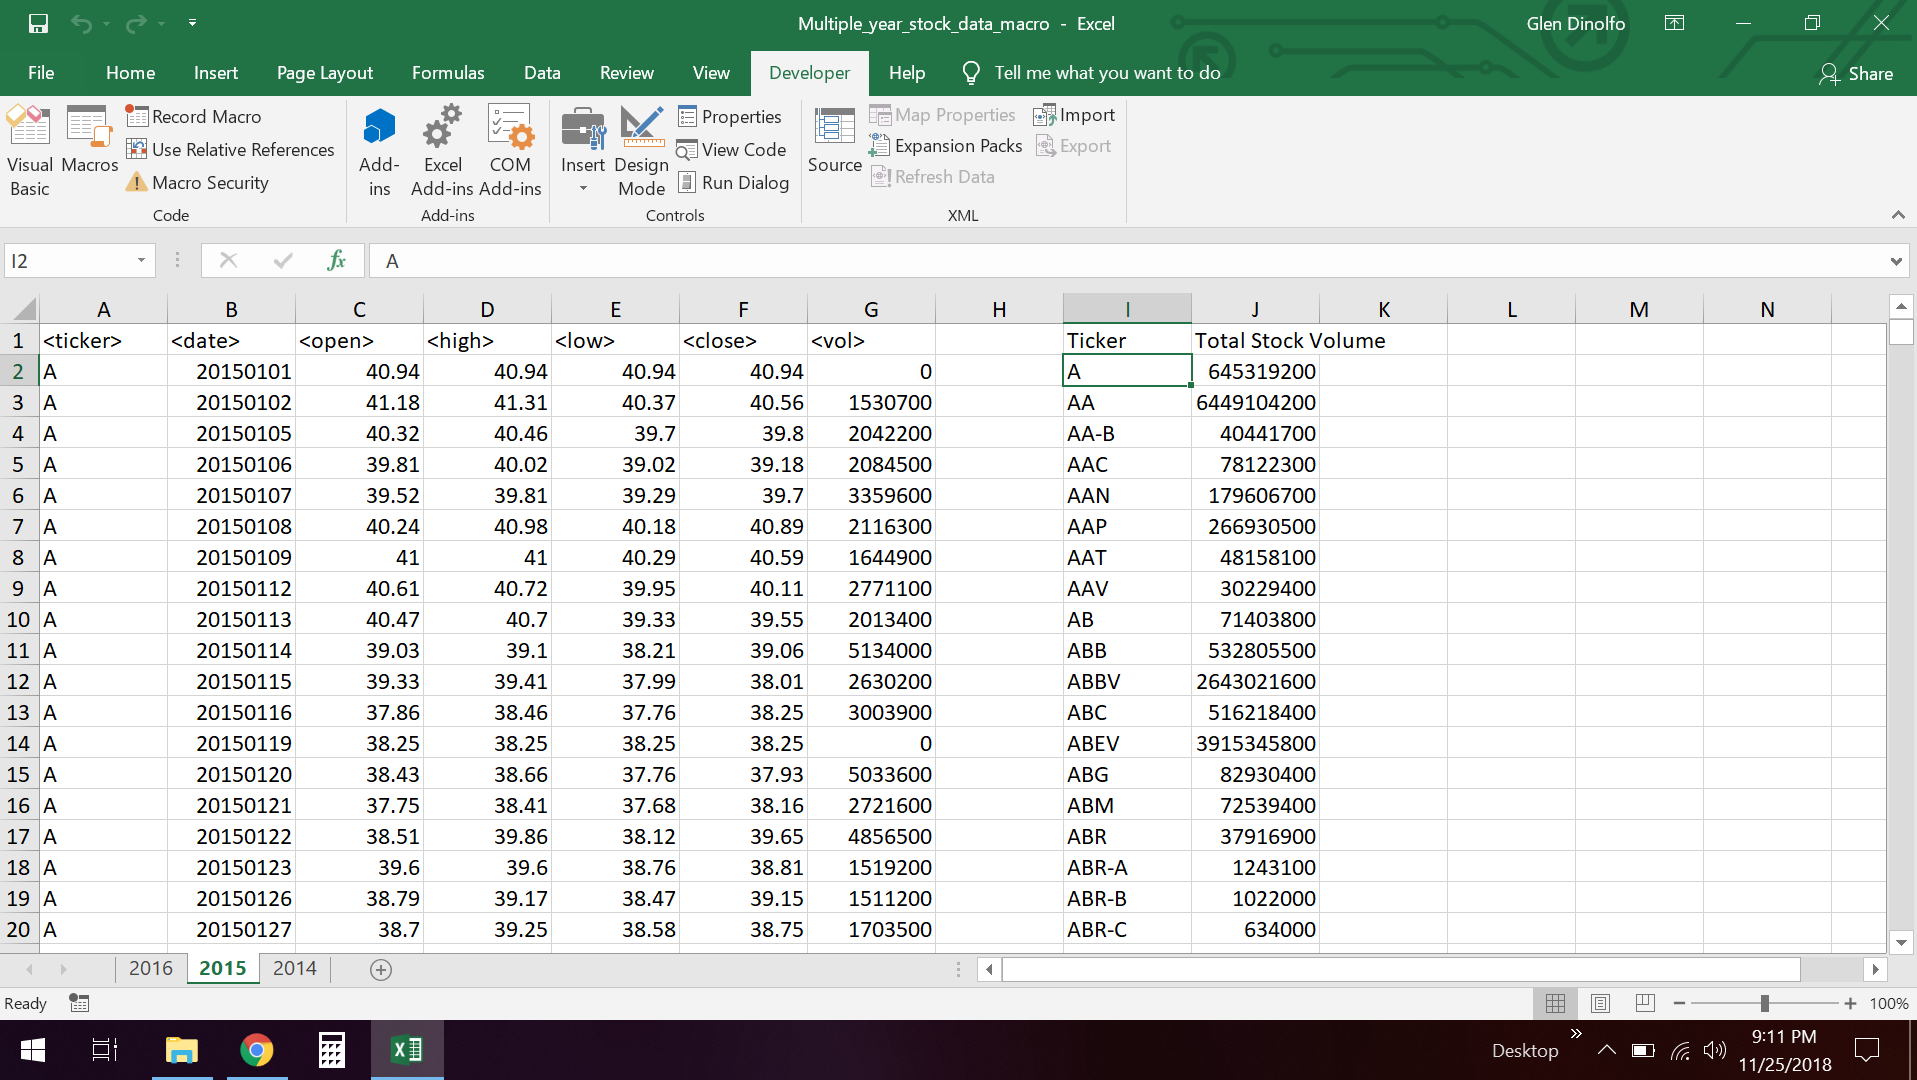 Multiple_year_stock_data_macro - Excel
Glen Dinolfo
File Home Insert Page Layout Formulas Data Review View Developer Help Tell me what you want to do Share
Visual Basic
Macros
Record Macro
Use Relative References
Macro Security
Code
Add-ins
Excel Add-ins
COM Add-ins
Add-ins
Insert
Design Mode
Properties
View Code
Run Dialog
Controls
Source
Map Properties
Expansion Packs
Refresh Data
Import
Export
XML
I2 fx A
A B C D E F G H I J K L M N
1 <ticker> <date> <open> <high> <low> <close> <vol> Ticker Total Stock Volume
2 A 20150101 40.94 40.94 40.94 40.94 0 A 645319200
3 A 20150102 41.18 41.31 40.37 40.56 1530700 AA 6449104200
4 A 20150105 40.32 40.46 39.7 39.8 2042200 AA-B 40441700
5 A 20150106 39.81 40.02 39.02 39.18 2084500 AAC 78122300
6 A 20150107 39.52 39.81 39.29 39.7 3359600 AAN 179606700
7 A 20150108 40.24 40.98 40.18 40.89 2116300 AAP 266930500
8 A 20150109 41 41 40.29 40.59 1644900 AAT 48158100
9 A 20150112 40.61 40.72 39.95 40.11 2771100 AAV 30229400
10 A 20150113 40.47 40.7 39.33 39.55 2013400 AB 71403800
11 A 20150114 39.03 39.1 38.21 39.06 5134000 ABB 532805500
12 A 20150115 39.33 39.41 37.99 38.01 2630200 ABBV 2643021600
13 A 20150116 37.86 38.46 37.76 38.25 3003900 ABC 516218400
14 A 20150119 38.25 38.25 38.25 38.25 0 ABEV 3915345800
15 A 20150120 38.43 38.66 37.76 37.93 5033600 ABG 82930400
16 A 20150121 37.75 38.41 37.68 38.16 2721600 ABM 72539400
17 A 20150122 38.51 39.86 38.12 39.65 4856500 ABR 37916900
18 A 20150123 39.6 39.6 38.76 38.81 1519200 ABR-A 1243100
19 A 20150126 38.79 39.17 38.47 39.15 1511200 ABR-B 1022000
20 A 20150127 38.7 39.25 38.58 38.75 1703500 ABR-C 634000
2016 2015 2014
Ready 100%
Desktop 9:11 PM
11/25/2018